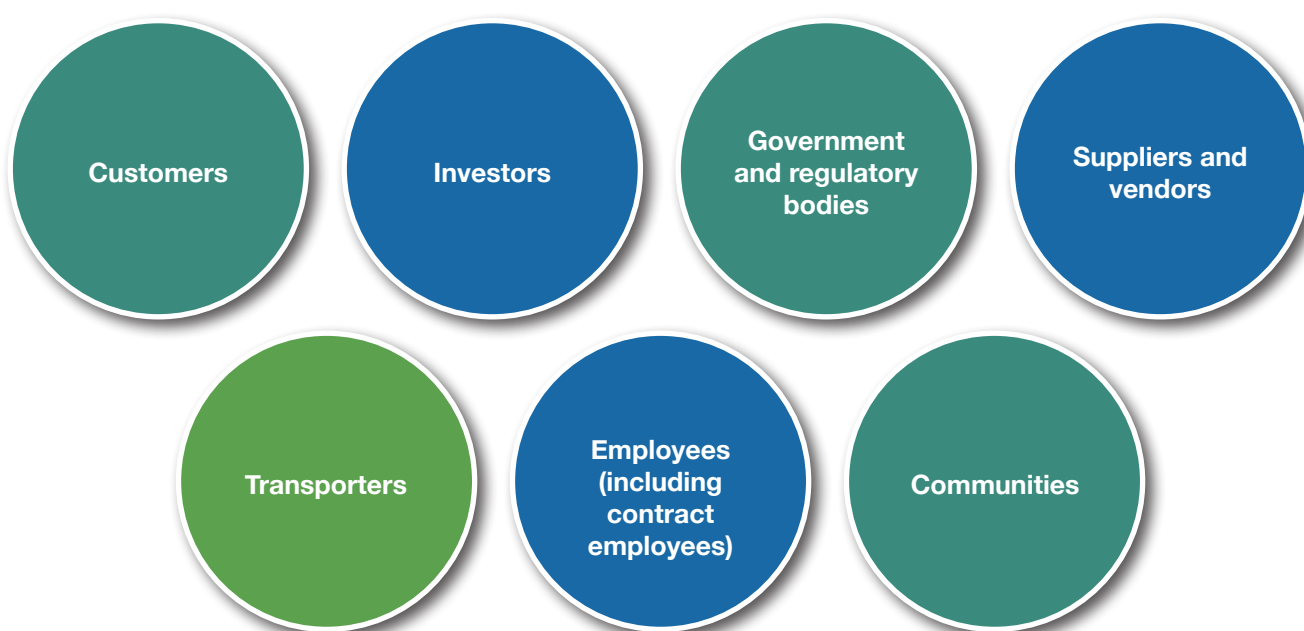 Customers
Investors
Government
and regulatory
bodies
Suppliers and
vendors
Transporters
Employees
(including
contract
employees)
Communities